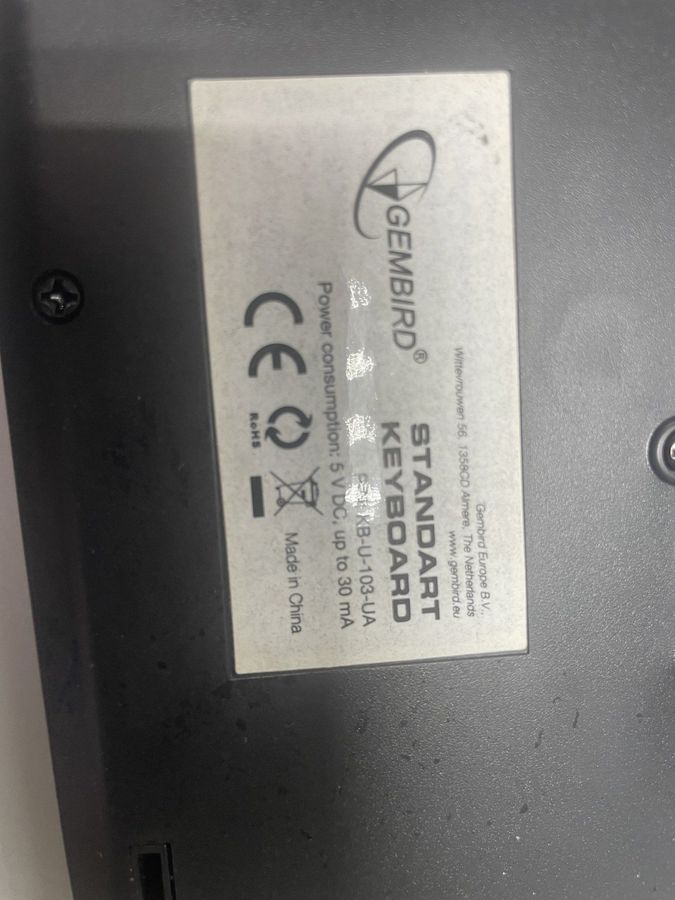 GEMBIRD®
Gembird Europe B.V.,
Wittevrouwen 56, 1358CD Almere, The Netherlands
www.gembird.eu
STANDART
KEYBOARD
KB-U-103-UA
Power consumption: 5 V DC, up to 30 mA
CE
RoHS
Made in China